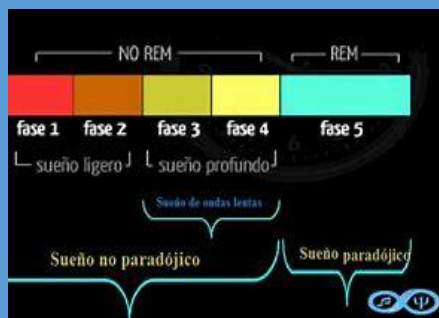 NO REM REM
fase 1 fase 2 fase 3 fase 4 fase 5
sueño ligero sueño profundo
Sueño de ondas lentas
Sueño no paradójico Sueño paradójico